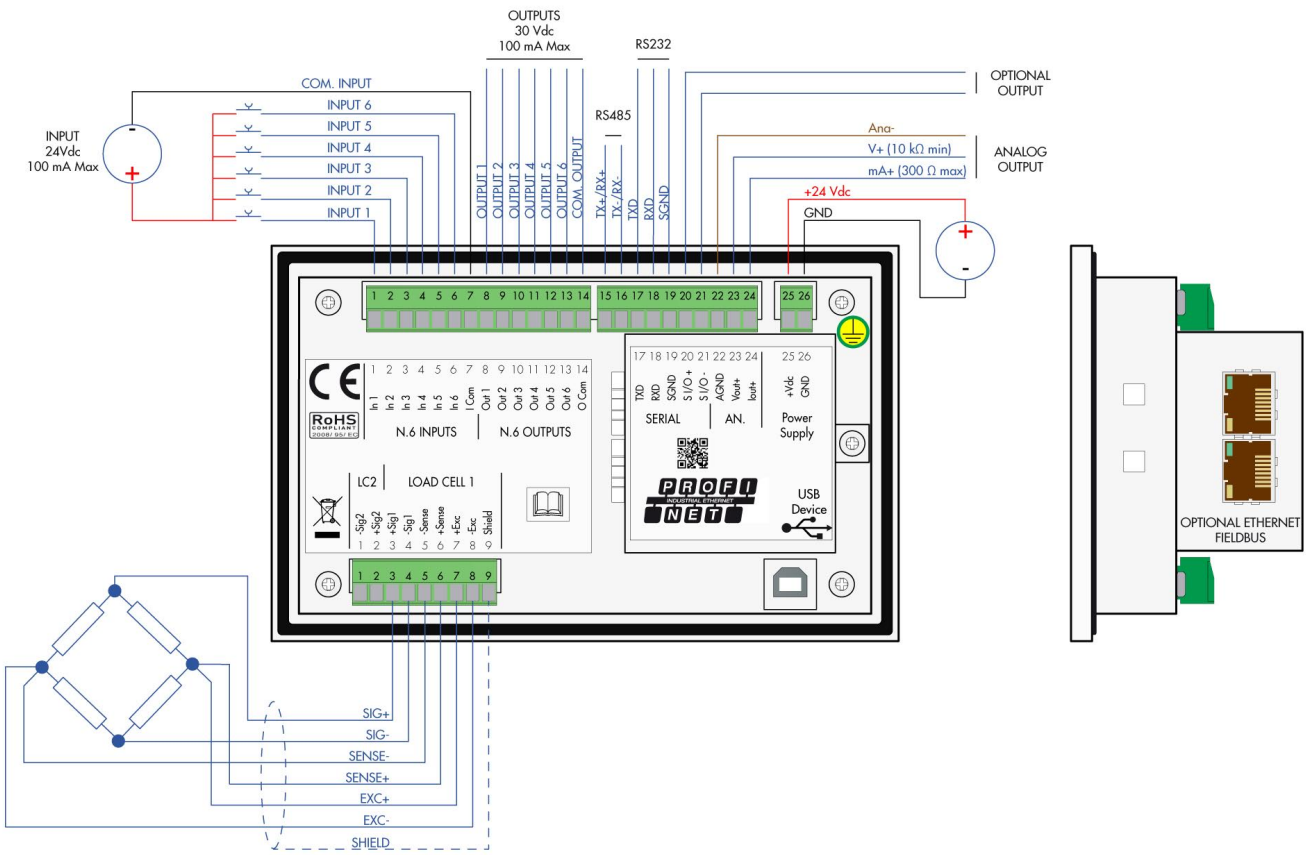 OUTPUTS
30 Vdc
100 mA Max
RS232
COM. INPUT
INPUT 6
INPUT 5
INPUT 4
INPUT 3
INPUT 2
INPUT 1
INPUT
24Vdc
100 mA Max
-
+
OUTPUT 1
OUTPUT 2
OUTPUT 3
OUTPUT 4
OUTPUT 5
OUTPUT 6
COM. OUTPUT
RS485
TX+/RX+
TX-/RX-
TXD
RXD
SGND
OPTIONAL
OUTPUT
Ana-
V+ (10 kΩ min)
mA+ (300 Ω max)
ANALOG
OUTPUT
+24 Vdc
GND
+
-
1 2 3 4 5 6 7 8 9 10 11 12 13 14
15 16 17 18 19 20 21 22 23 24
25 26
CE
RoHS
COMPLIANT
2008/95/EC
1 2 3 4 5 6 7 8 9 10 11 12 13 14
In 1
In 2
In 3
In 4
In 5
In 6
I Com
Out 1
Out 2
Out 3
Out 4
Out 5
Out 6
O Com
N.6 INPUTS
N.6 OUTPUTS
17 18 19 20 21 22 23 24
25 26
TXD
RXD
SGND
S I/O +
S I/O -
AGND
Vout+
Iout+
+Vdc
GND
SERIAL
AN.
Power
Supply
PROFI
INDUSTRIAL ETHERNET
NET
USB
Device
LC2
LOAD CELL 1
-Sig2
+Sig2
+Sig1
-Sig1
-Sense
+Sense
+Exc
-Exc
Shield
1 2 3 4 5 6 7 8 9
1 2 3 4 5 6 7 8 9
OPTIONAL ETHERNET
FIELDBUS
SIG+
SIG-
SENSE-
SENSE+
EXC+
EXC-
SHIELD